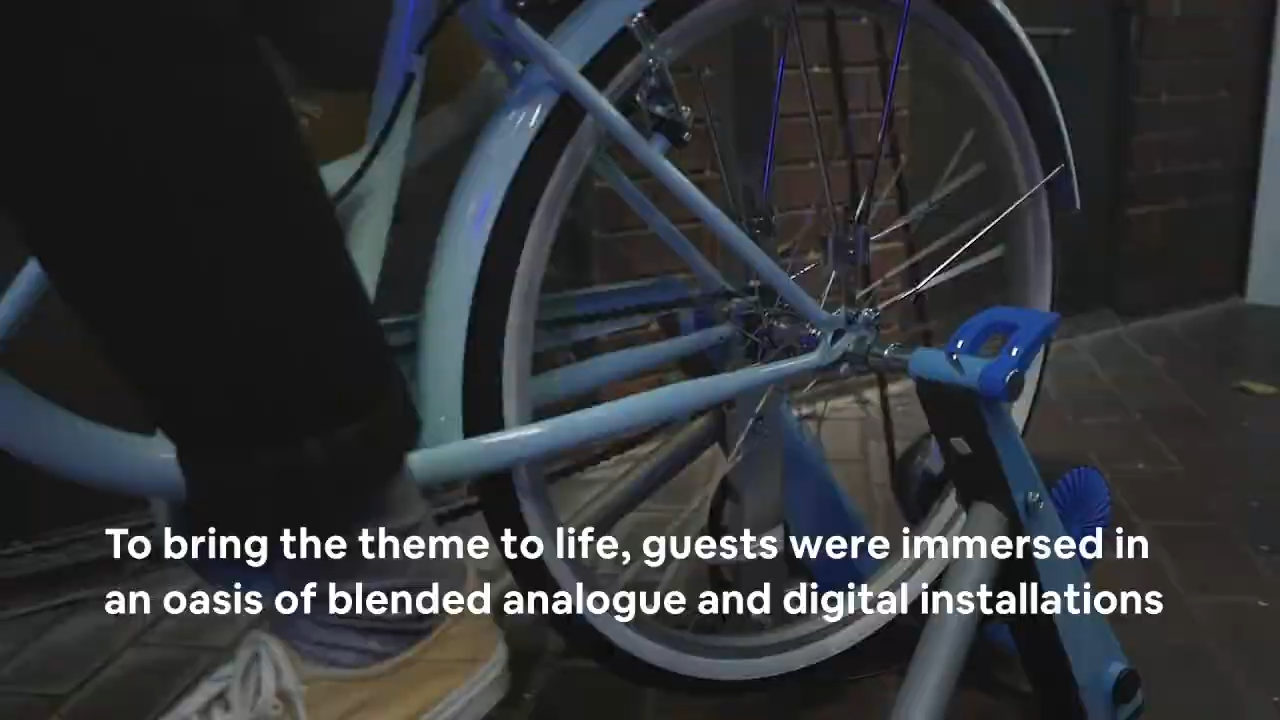 To bring the theme to life, guests were immersed in
an oasis of blended analogue and digital installations